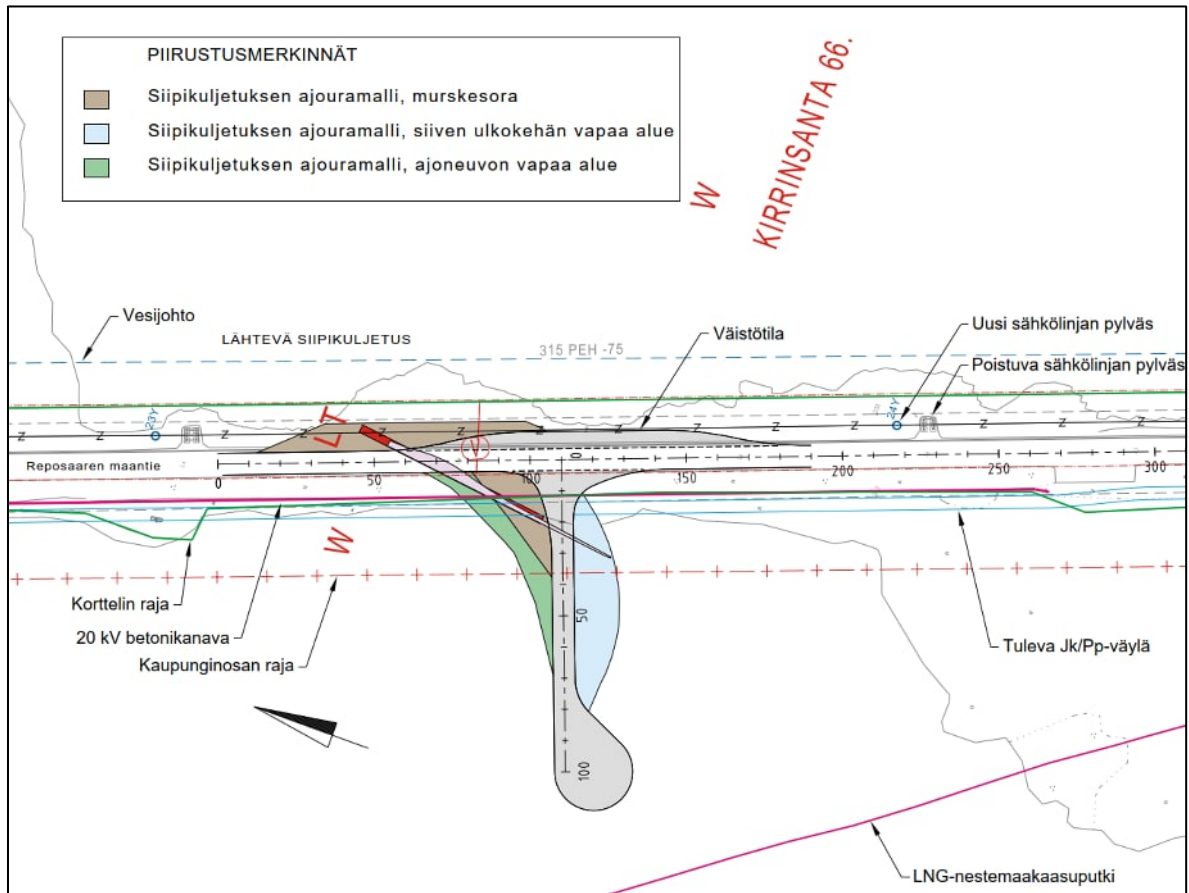 PIIRUSTUSMERKINNÄT
Siipikuljetuksen ajouramalli, murskesora
Siipikuljetuksen ajouramalli, siiven ulkokehän vapaa alue
Siipikuljetuksen ajouramalli, ajoneuvon vapaa alue
W
KIRRINSANTA 66.
Vesijohto
LÄHTEVÄ SIIPIKULJETUS
315 PEH -75
Väistötila
Uusi sähkölinjan pylväs
Poistuva sähkölinjan pylväs
23Y
24Y
LT
Z Z Z Z Z Z Z Z Z Z Z
V
Reposaaren maantie
0 50 100 150 200 250 300
0
W
Korttelin raja
20 kV betonikanava
Kaupunginosan raja
50
Tuleva Jk/Pp-väylä
100
LNG-nestemaakaasuputki